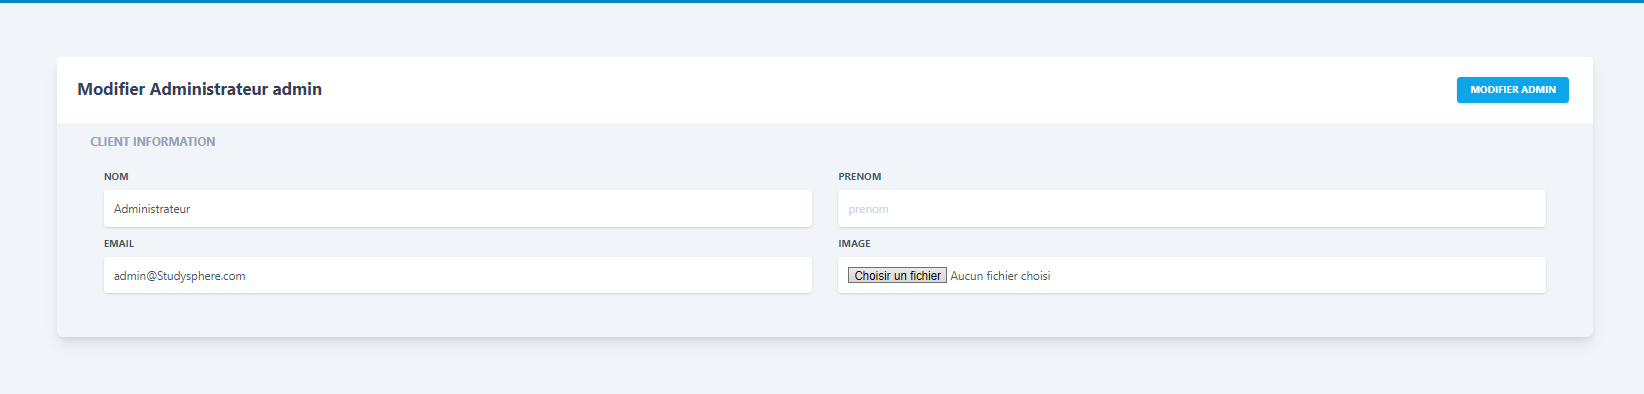 Modifier Administrateur admin
MODIFIER ADMIN
CLIENT INFORMATION
NOM
PRENOM
Administrateur
prenom
EMAIL
IMAGE
admin@Studysphere.com
Choisir un fichier Aucun fichier choisi